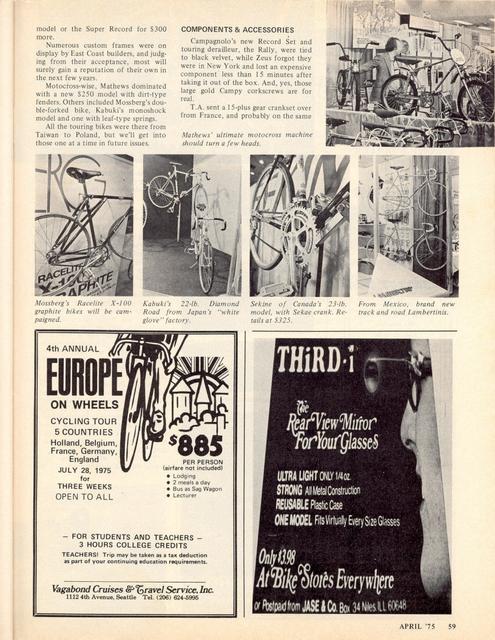 model or the Super Record for $300
more.
Numerous custom frames were on
display by East Coast builders, and judg-
ing from their acceptance, most will
surely gain a reputation of their own in
the next few years.
Motocross-wise, Mathews dominated
with a new $250 model with dirt-type
fenders. Others included Mossberg's dou-
ble-forked bike, Kabuki's monoshock
model and one with leaf-type springs.
All the touring bikes were there from
Taiwan to Poland, but we'll get into
those one at a time in future issues.
COMPONENTS & ACCESSORIES
Campagnolo's new Record Set and
touring derailleur, the Rally, were tied
to black velvet, while Zeus forgot they
were in New York and lost an expensive
component less than 15 minutes after
taking it out of the box. And, yes, those
large gold Campy corkscrews are for
real.
T.A. sent a 15-plus gear crankset over
from France, and probably on the same
Mathews' ultimate motocross machine
should turn a few heads.
RACELITE
X-100
GRAPHITE
Mossberg's Racelite X-100
graphite bikes will be cam-
paigned.
Kabuki's 22-lb. Diamond
Road from Japan's "white
glove" factory.
Sekine of Canada's 23-lb.
model, with Sekae crank. Re-
tails at $325.
From Mexico, brand new
track and road Lambertinis.
4th ANNUAL
EUROPE
ON WHEELS
CYCLING TOUR
5 COUNTRIES
Holland, Belgium,
France, Germany,
England
JULY 28, 1975
for
THREE WEEKS
OPEN TO ALL
$885
PER PERSON
(airfare not included)
• Lodging
• 2 meals a day
• Bus as Sag Wagon
• Lecturer
– FOR STUDENTS AND TEACHERS –
3 HOURS COLLEGE CREDITS
TEACHERS! Trip may be taken as a tax deduction
as part of your continuing education requirements.
Vagabond Cruises & Travel Service, Inc.
1112 4th Avenue, Seattle Tel. (206) 624-5995
THiRD-i
The
Rear View Mirror
For Your Glasses
ULTRA LIGHT ONLY 1/4 oz.
STRONG All Metal Construction
REUSABLE Plastic Case
ONE MODEL Fits Virtually Every Size Glasses
Only $3.98
At Bike Stores Everywhere
or Postpaid from JASE & Co. Box 34 Niles ILL 60648
APRIL '75 59